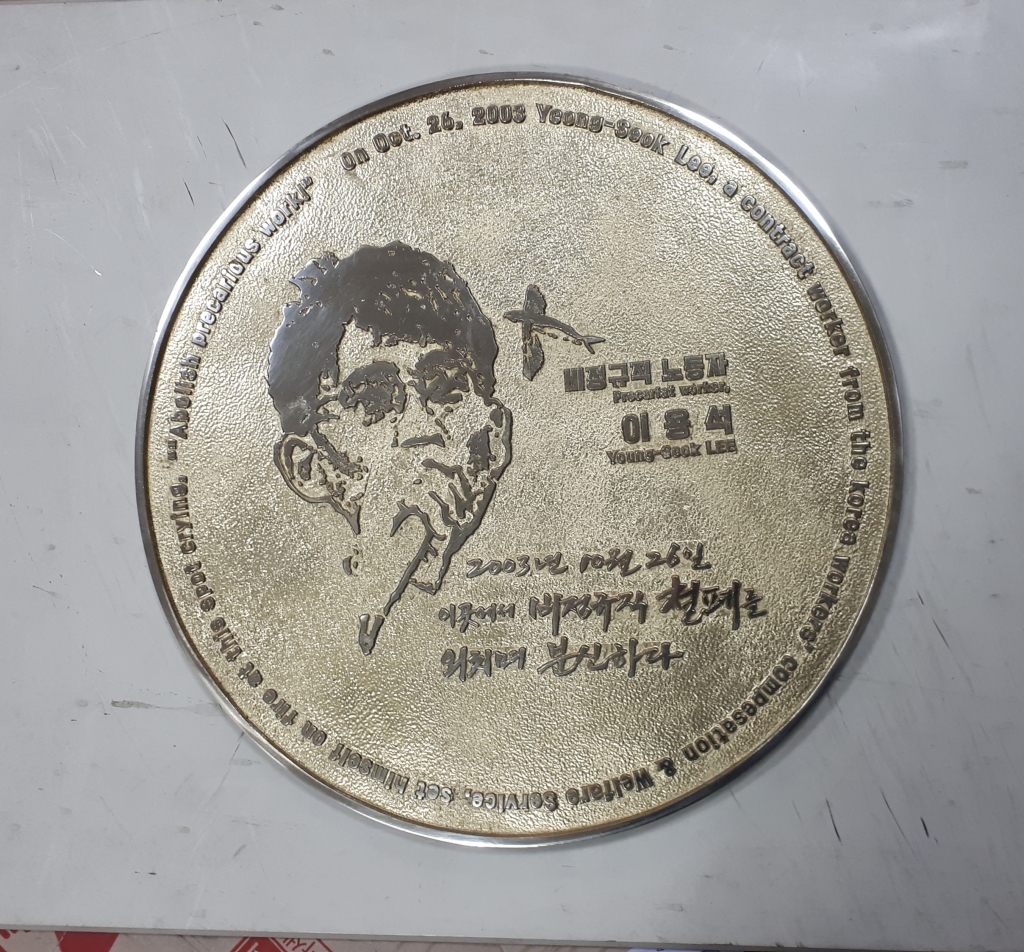 On Oct. 26, 2003 Yeong-Seok Lee, a contract worker from the Korea workers' compesation & Welfare Service, set himself on fire at this spot crying, ""Abolish precarious work!"
비정규직 노동자
Precariat worker,
이 용 석
Young-Seok LEE
2003년 10월 26일
이곳에서 비정규직 철폐를
외치며 분신하다